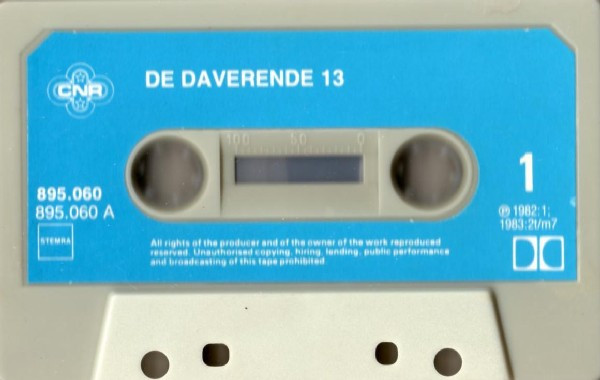 CNR
DE DAVERENDE 13
100 50 0
895.060
895.060 A
1
℗ 1982:1;
1983:2t/m7
STEMRA
All rights of the producer and of the owner of the work reproduced
reserved. Unauthorised copying, hiring, lending, public performance
and broadcasting of this tape prohibited.